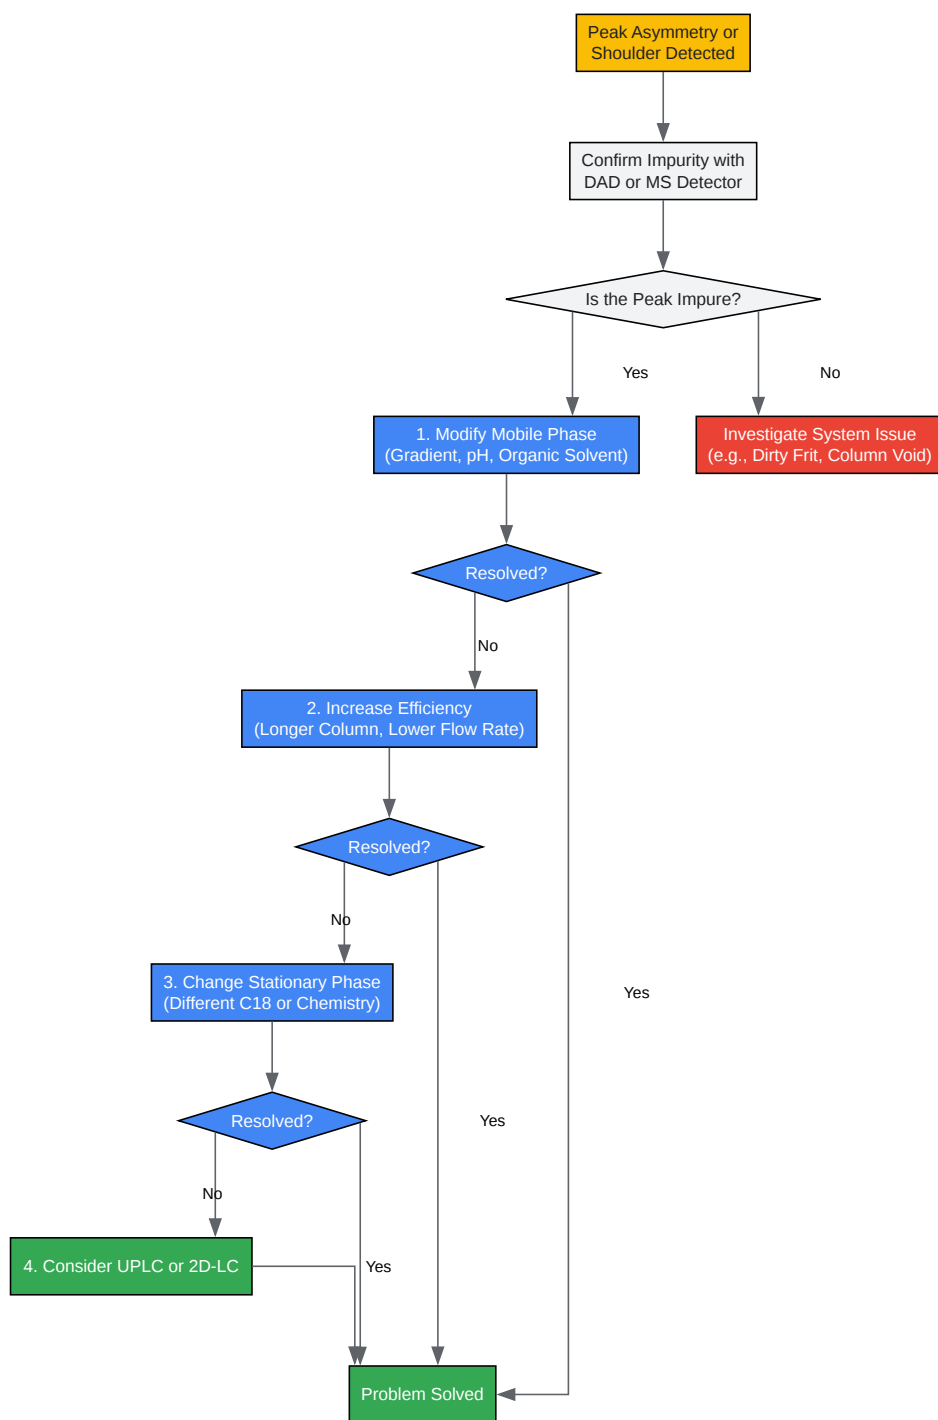 Peak Asymmetry or
Shoulder Detected
Confirm Impurity with
DAD or MS Detector
Is the Peak Impure?
Yes
No
1. Modify Mobile Phase
(Gradient, pH, Organic Solvent)
Investigate System Issue
(e.g., Dirty Frit, Column Void)
Resolved?
No
2. Increase Efficiency
(Longer Column, Lower Flow Rate)
Resolved?
No
3. Change Stationary Phase
(Different C18 or Chemistry)
Yes
Resolved?
Yes
No
4. Consider UPLC or 2D-LC
Yes
Problem Solved